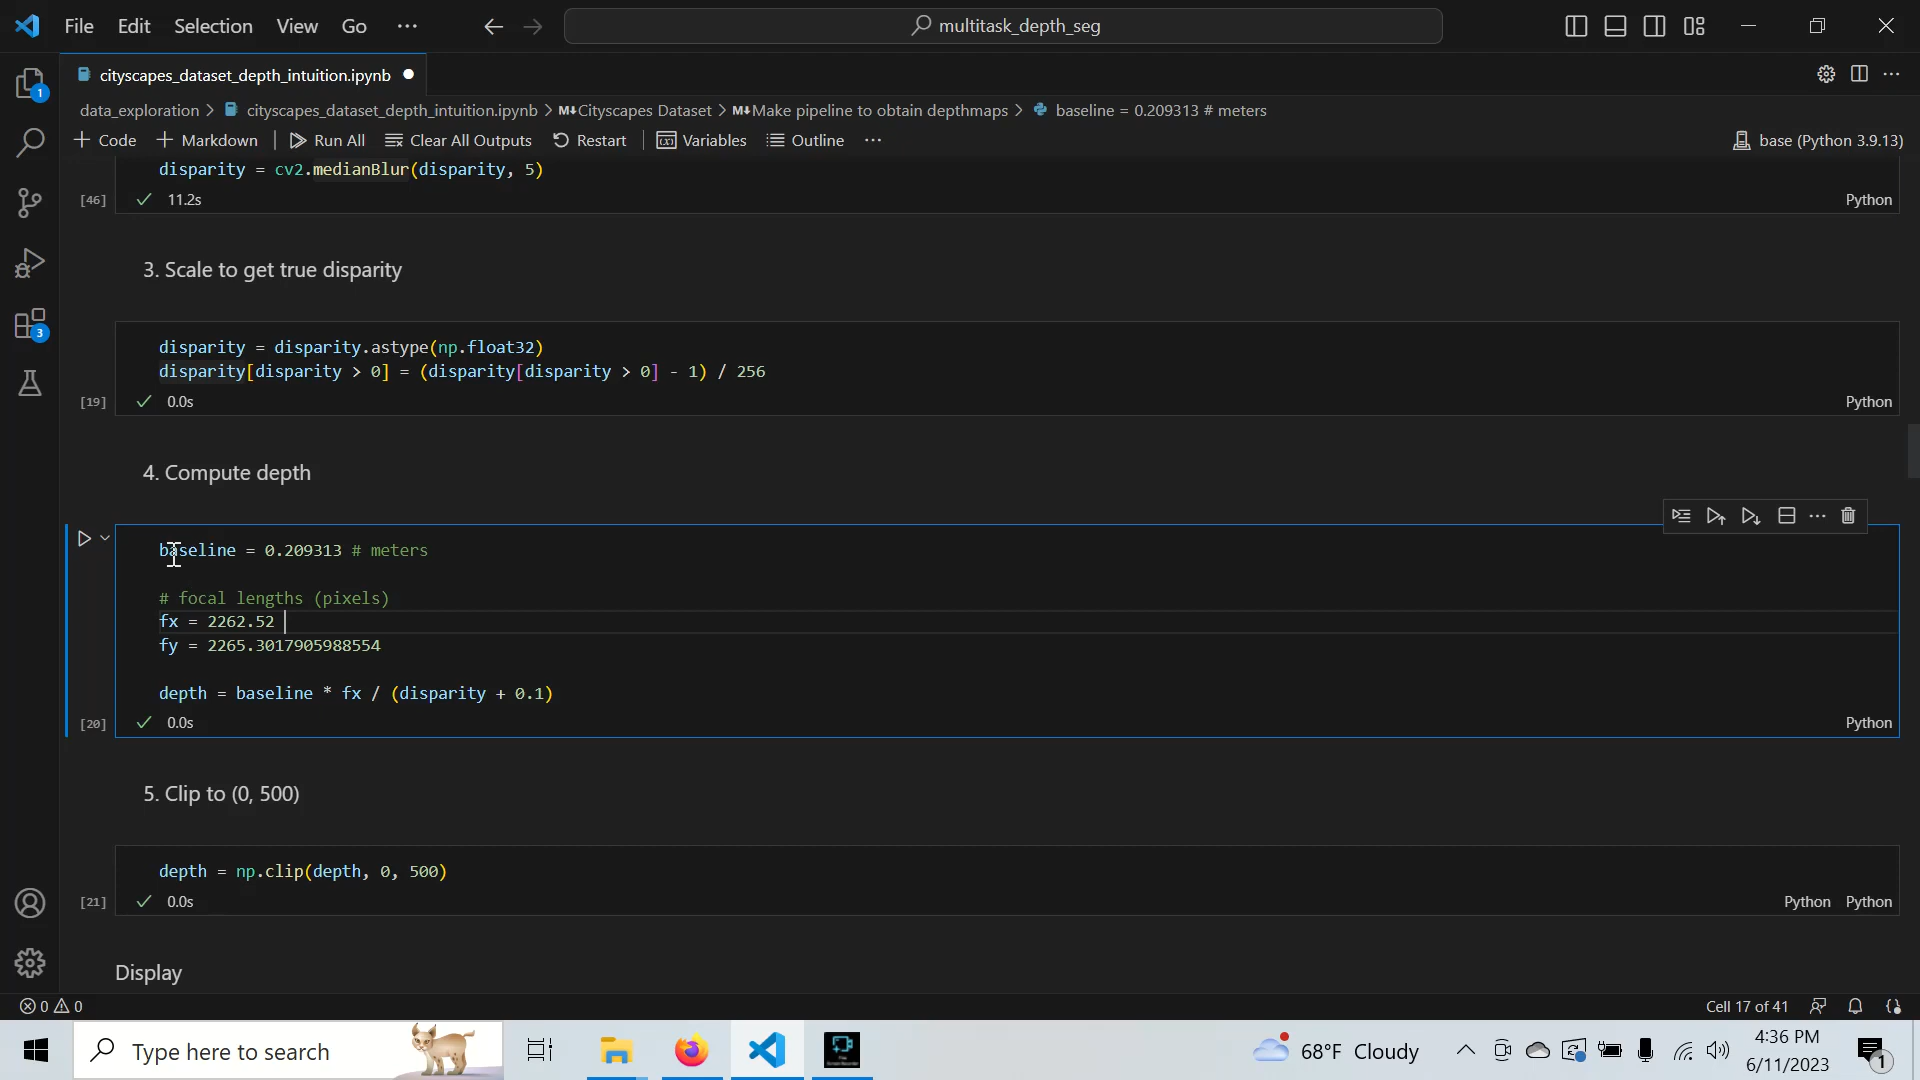 File Edit Selection View Go ··· multitask_depth_seg
cityscapes_dataset_depth_intuition.ipynb
data_exploration > cityscapes_dataset_depth_intuition.ipynb > M↓Cityscapes Dataset > M↓Make pipeline to obtain depthmaps > baseline = 0.209313 # meters
+ Code + Markdown Run All Clear All Outputs Restart Variables Outline ··· base (Python 3.9.13)
disparity = cv2.medianBlur(disparity, 5)
[46] 11.2s Python
3. Scale to get true disparity
disparity = disparity.astype(np.float32)
disparity[disparity > 0] = (disparity[disparity > 0] - 1) / 256
[19] 0.0s Python
4. Compute depth
baseline = 0.209313 # meters
# focal lengths (pixels)
fx = 2262.52
fy = 2265.3017905988554
depth = baseline * fx / (disparity + 0.1)
[20] 0.0s Python
5. Clip to (0, 500)
depth = np.clip(depth, 0, 500)
[21] 0.0s Python Python
Display
0 0 Cell 17 of 41
Type here to search 68°F Cloudy 4:36 PM
6/11/2023
1
1
3